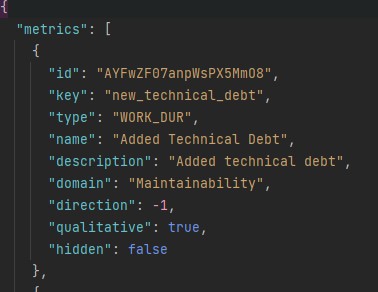 {
"metrics": [
{
"id": "AYFwZF07anpWsPX5MmO8",
"key": "new_technical_debt",
"type": "WORK_DUR",
"name": "Added Technical Debt",
"description": "Added technical debt",
"domain": "Maintainability",
"direction": -1,
"qualitative": true,
"hidden": false
},
{